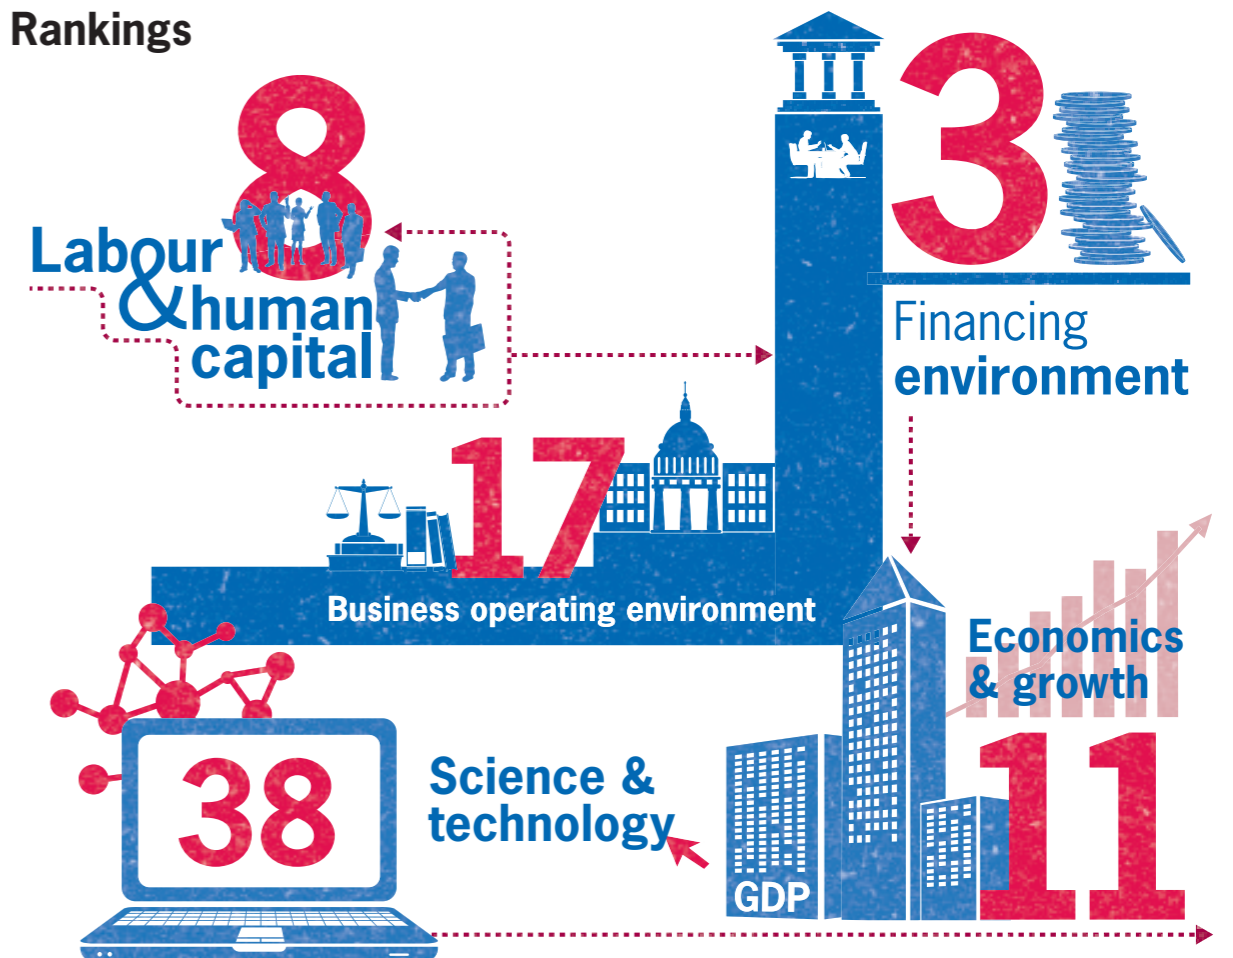 Rankings
8
Labour
& human
capital
3
Financing
environment
17
Business operating environment
Economics
& growth
11
38
Science &
technology
GDP